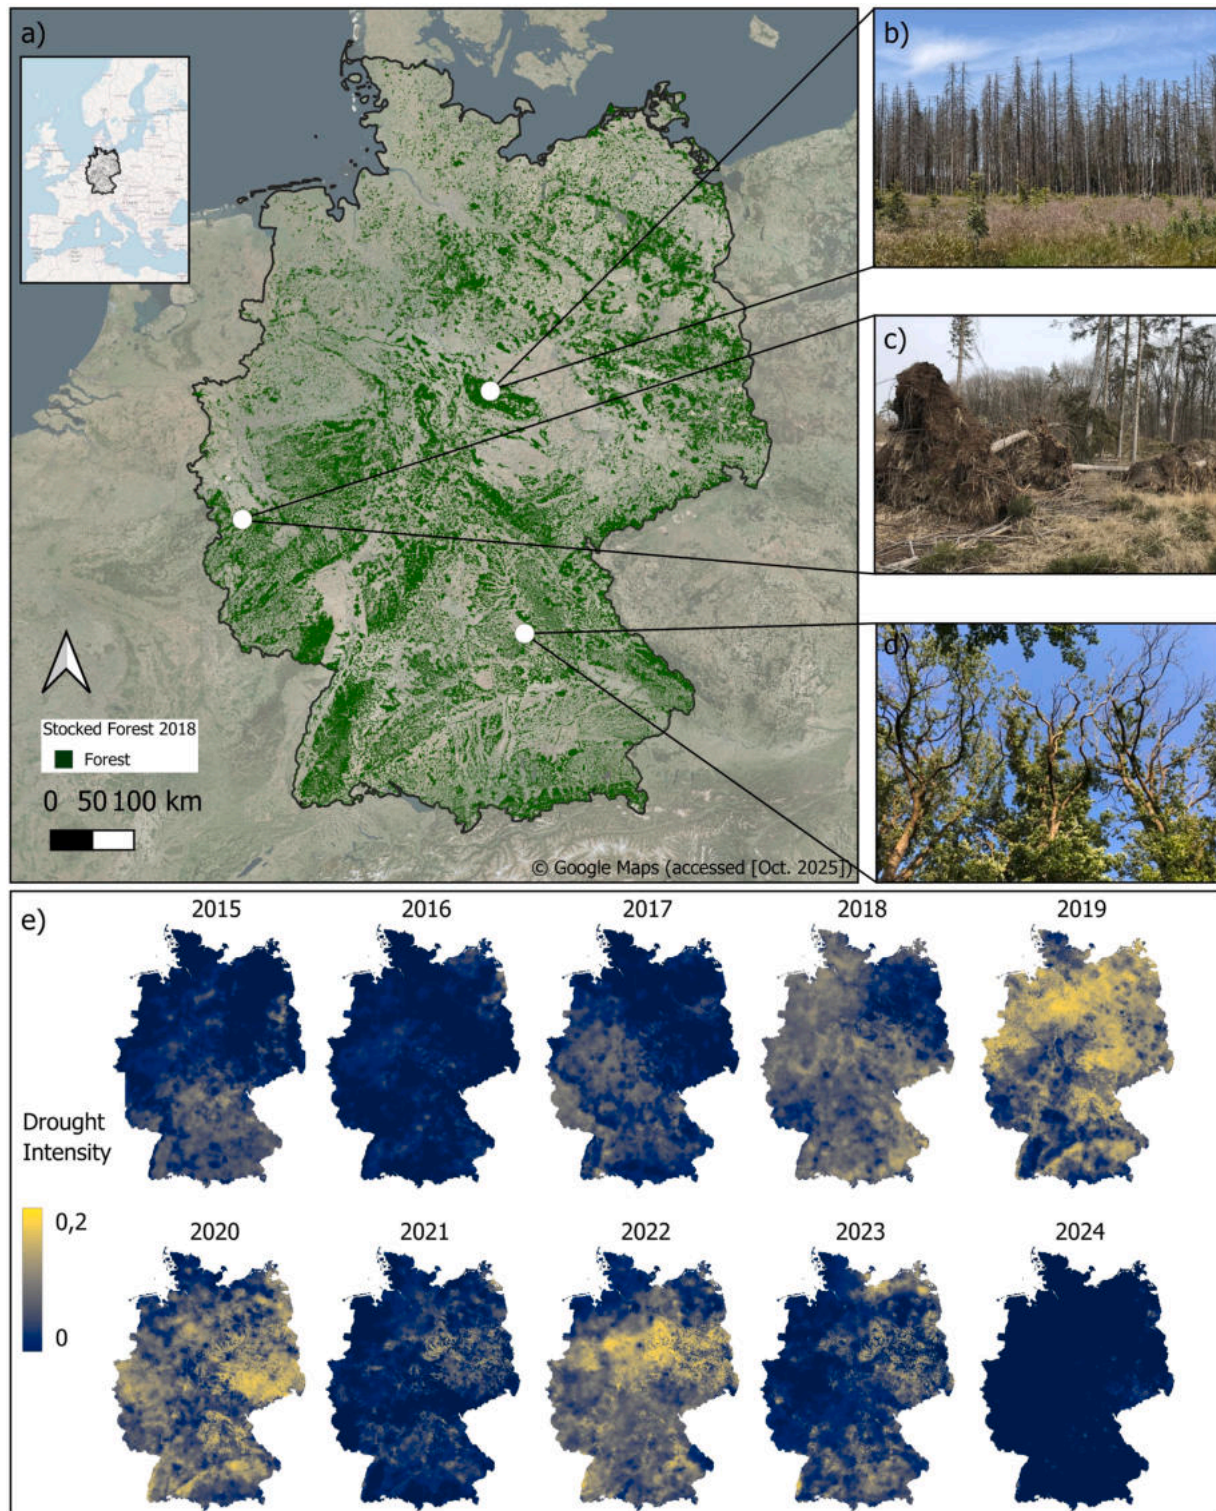 a)
b)
c)
d)
Stocked Forest 2018
Forest
0 50 100 km
© Google Maps (accessed [Oct. 2025])
e)
2015
2016
2017
2018
2019
Drought
Intensity
0,2
0
2020
2021
2022
2023
2024